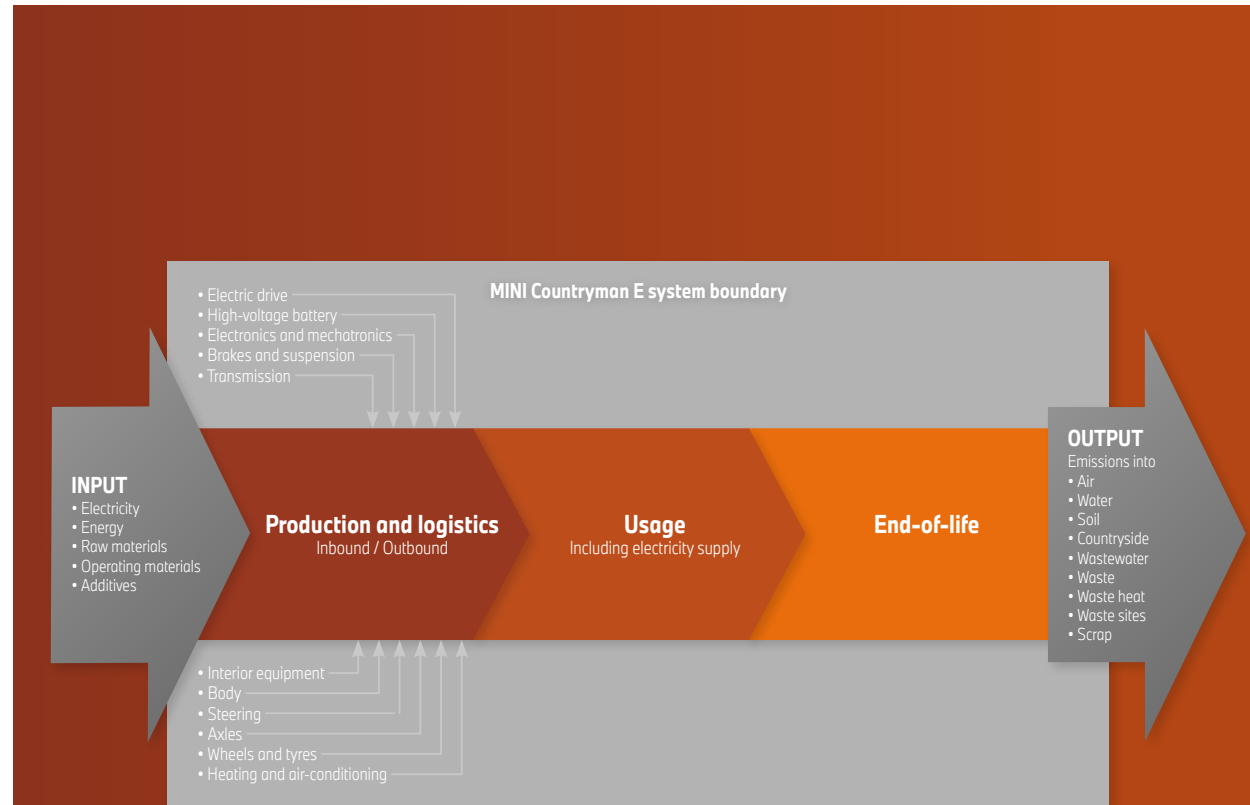 MINI Countryman E system boundary
• Electric drive
• High-voltage battery
• Electronics and mechatronics
• Brakes and suspension
• Transmission
INPUT
• Electricity
• Energy
• Raw materials
• Operating materials
• Additives
Production and logistics
Inbound / Outbound
Usage
Including electricity supply
End-of-life
OUTPUT
Emissions into
• Air
• Water
• Soil
• Countryside
• Wastewater
• Waste
• Waste heat
• Waste sites
• Scrap
• Interior equipment
• Body
• Steering
• Axles
• Wheels and tyres
• Heating and air-conditioning